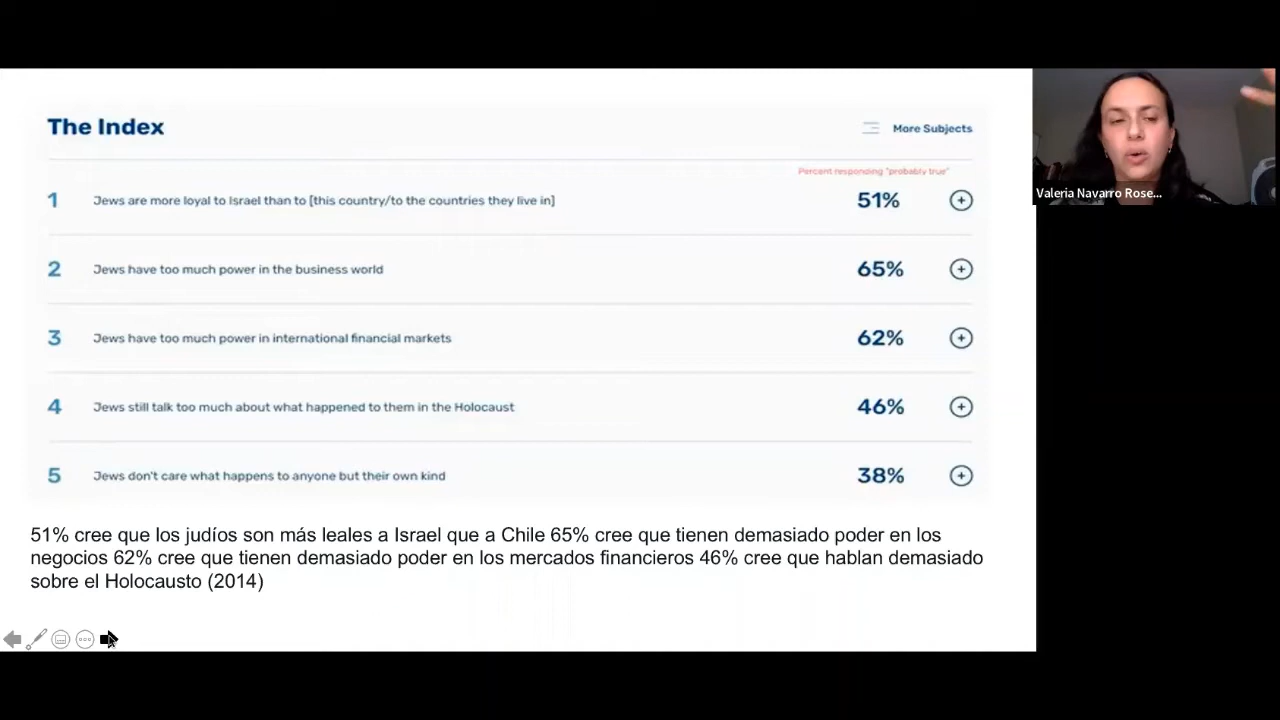 The Index
More Subjects
Percent responding "probably true"
1 Jews are more loyal to Israel than to [this country/to the countries they live in] 51%
2 Jews have too much power in the business world 65%
3 Jews have too much power in international financial markets 62%
4 Jews still talk too much about what happened to them in the Holocaust 46%
5 Jews don't care what happens to anyone but their own kind 38%
51% cree que los judíos son más leales a Israel que a Chile 65% cree que tienen demasiado poder en los
negocios 62% cree que tienen demasiado poder en los mercados financieros 46% cree que hablan demasiado
sobre el Holocausto (2014)
Valeria Navarro Rose...